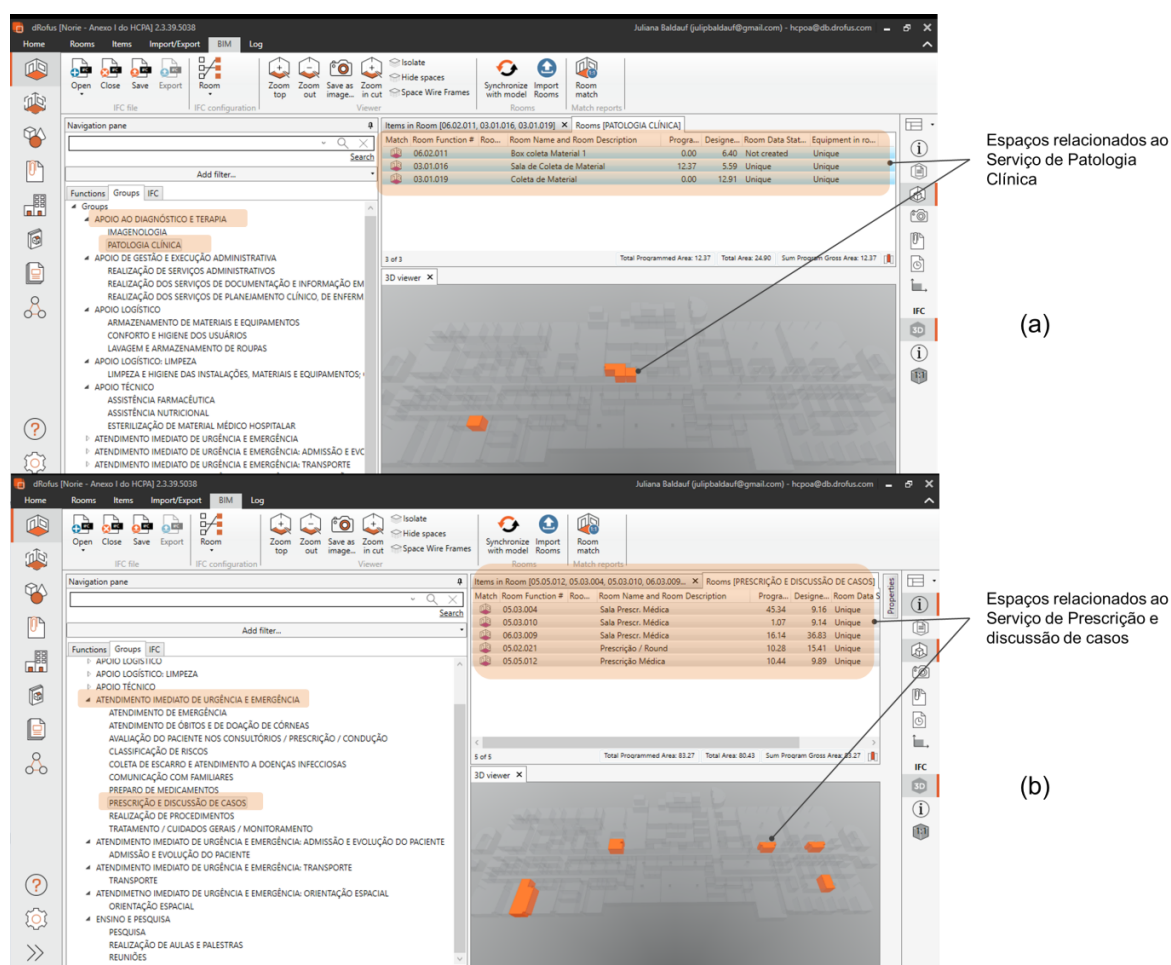 dRofus [Norie - Anexo I do HCPA] 2.3.39.5038
Juliana Baldauf (julipbaldauf@gmail.com) - hcpoa@db.drofus.com
Home Rooms Items Import/Export BIM Log
Open Close Save Export
Room
Zoom top
Zoom out
Save as image...
Zoom in cut
Isolate
Hide spaces
Space Wire Frames
Synchronize with model
Import Rooms
Room match
IFC file IFC configuration Viewer Rooms Match reports
Navigation pane
Search
Add filter...
Functions Groups IFC
Groups
APOIO AO DIAGNÓSTICO E TERAPIA
IMAGENOLOGIA
PATOLOGIA CLÍNICA
APOIO DE GESTÃO E EXECUÇÃO ADMINISTRATIVA
REALIZAÇÃO DE SERVIÇOS ADMINISTRATIVOS
REALIZAÇÃO DOS SERVIÇOS DE DOCUMENTAÇÃO E INFORMAÇÃO EM
REALIZAÇÃO DOS SERVIÇOS DE PLANEJAMENTO CLÍNICO, DE ENFERM
APOIO LOGÍSTICO
ARMAZENAMENTO DE MATERIAIS E EQUIPAMENTOS
CONFORTO E HIGIENE DOS USUÁRIOS
LAVAGEM E ARMAZENAMENTO DE ROUPAS
APOIO LOGÍSTICO: LIMPEZA
LIMPEZA E HIGIENE DAS INSTALAÇÕES, MATERIAIS E EQUIPAMENTOS;
APOIO TÉCNICO
ASSISTÊNCIA FARMACÊUTICA
ASSISTÊNCIA NUTRICIONAL
ESTERILIZAÇÃO DE MATERIAL MÉDICO HOSPITALAR
ATENDIMENTO IMEDIATO DE URGÊNCIA E EMERGÊNCIA
ATENDIMENTO IMEDIATO DE URGÊNCIA E EMERGÊNCIA: ADMISSÃO E EVC
ATENDIMENTO IMEDIATO DE URGÊNCIA E EMERGÊNCIA: TRANSPORTE
Items in Room [06.02.011, 03.01.016, 03.01.019] Rooms [PATOLOGIA CLÍNICA]
Match Room Function # Roo... Room Name and Room Description Progra... Designe... Room Data Stat... Equipment in ro...
06.02.011 Box coleta Material 1 0.00 6.40 Not created Unique
03.01.016 Sala de Coleta de Material 12.37 5.59 Unique Unique
03.01.019 Coleta de Material 0.00 12.91 Unique Unique
3 of 3 Total Programmed Area: 12.37 Total Area: 24.90 Sum Program Gross Area: 12.37
3D viewer
IFC
3D
Espaços relacionados ao
Serviço de Patologia
Clínica
(a)
dRofus [Norie - Anexo I do HCPA] 2.3.39.5038
Juliana Baldauf (julipbaldauf@gmail.com) - hcpoa@db.drofus.com
Home Rooms Items Import/Export BIM Log
Open Close Save Export
Room
Zoom top
Zoom out
Save as image...
Zoom in cut
Isolate
Hide spaces
Space Wire Frames
Synchronize with model
Import Rooms
Room match
IFC file IFC configuration Viewer Rooms Match reports
Navigation pane
Search
Add filter...
Functions Groups IFC
APOIO LOGÍSTICO
APOIO LOGÍSTICO: LIMPEZA
APOIO TÉCNICO
ATENDIMENTO IMEDIATO DE URGÊNCIA E EMERGÊNCIA
ATENDIMENTO DE EMERGÊNCIA
ATENDIMENTO DE ÓBITOS E DE DOAÇÃO DE CÓRNEAS
AVALIAÇÃO DO PACIENTE NOS CONSULTÓRIOS / PRESCRIÇÃO / CONDUÇÃO
CLASSIFICAÇÃO DE RISCOS
COLETA DE ESCARRO E ATENDIMENTO A DOENÇAS INFECCIOSAS
COMUNICAÇÃO COM FAMILIARES
PREPARO DE MEDICAMENTOS
PRESCRIÇÃO E DISCUSSÃO DE CASOS
REALIZAÇÃO DE PROCEDIMENTOS
TRATAMENTO / CUIDADOS GERAIS / MONITORAMENTO
ATENDIMENTO IMEDIATO DE URGÊNCIA E EMERGÊNCIA: ADMISSÃO E EVOLUÇÃO DO PACIENTE
ADMISSÃO E EVOLUÇÃO DO PACIENTE
ATENDIMENTO IMEDIATO DE URGÊNCIA E EMERGÊNCIA: TRANSPORTE
TRANSPORTE
ATENDIMETNO IMEDIATO DE URGÊNCIA E EMERGÊNCIA: ORIENTAÇÃO ESPACIAL
ORIENTAÇÃO ESPACIAL
ENSINO E PESQUISA
PESQUISA
REALIZAÇÃO DE AULAS E PALESTRAS
REUNIÕES
Items in Room [05.05.012, 05.03.004, 05.03.010, 06.03.009... Rooms [PRESCRIÇÃO E DISCUSSÃO DE CASOS]
Match Room Function # Roo... Room Name and Room Description Progra... Designe... Room Data S
05.03.004 Sala Prescr. Médica 45.34 9.16 Unique
05.03.010 Sala Prescr. Médica 1.07 9.14 Unique
06.03.009 Sala Prescr. Médica 16.14 36.83 Unique
05.02.021 Prescrição / Round 10.28 15.41 Unique
05.05.012 Prescrição Médica 10.44 9.89 Unique
5 of 5 Total Programmed Area: 83.27 Total Area: 80.43 Sum Program Gross Area: 83.27
Properties
3D viewer
IFC
3D
Espaços relacionados ao
Serviço de Prescrição e
discussão de casos
(b)